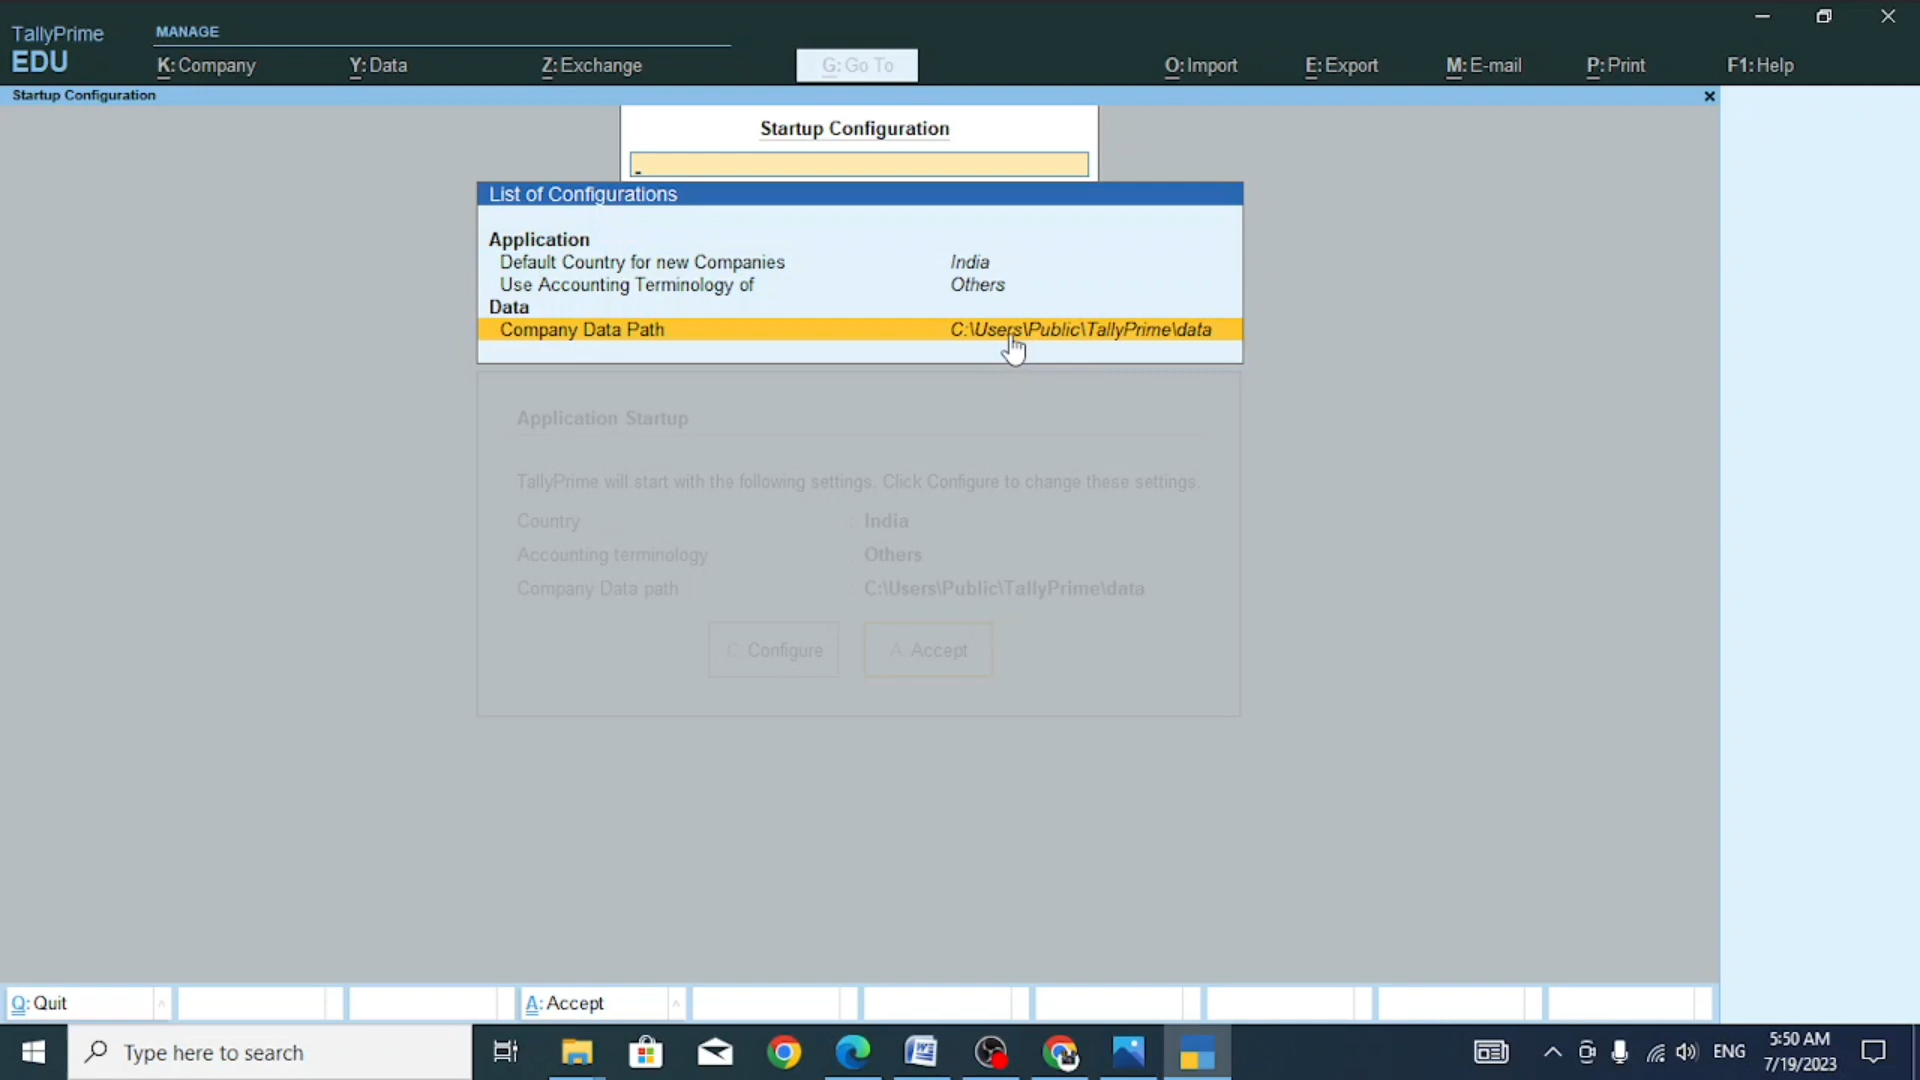 TallyPrime
EDU
MANAGE
K: Company
Y: Data
Z: Exchange
G: Go To
O: Import
E: Export
M: E-mail
P: Print
F1: Help
Startup Configuration
Startup Configuration
List of Configurations
Application
Default Country for new Companies India
Use Accounting Terminology of Others
Data
Company Data Path C:\Users\Public\TallyPrime\data
Application Startup
TallyPrime will start with the following settings. Click Configure to change these settings.
Country : India
Accounting terminology : Others
Company Data path : C:\Users\Public\TallyPrime\data
C: Configure
A: Accept
Q: Quit
A: Accept
Type here to search
ENG
5:50 AM
7/19/2023